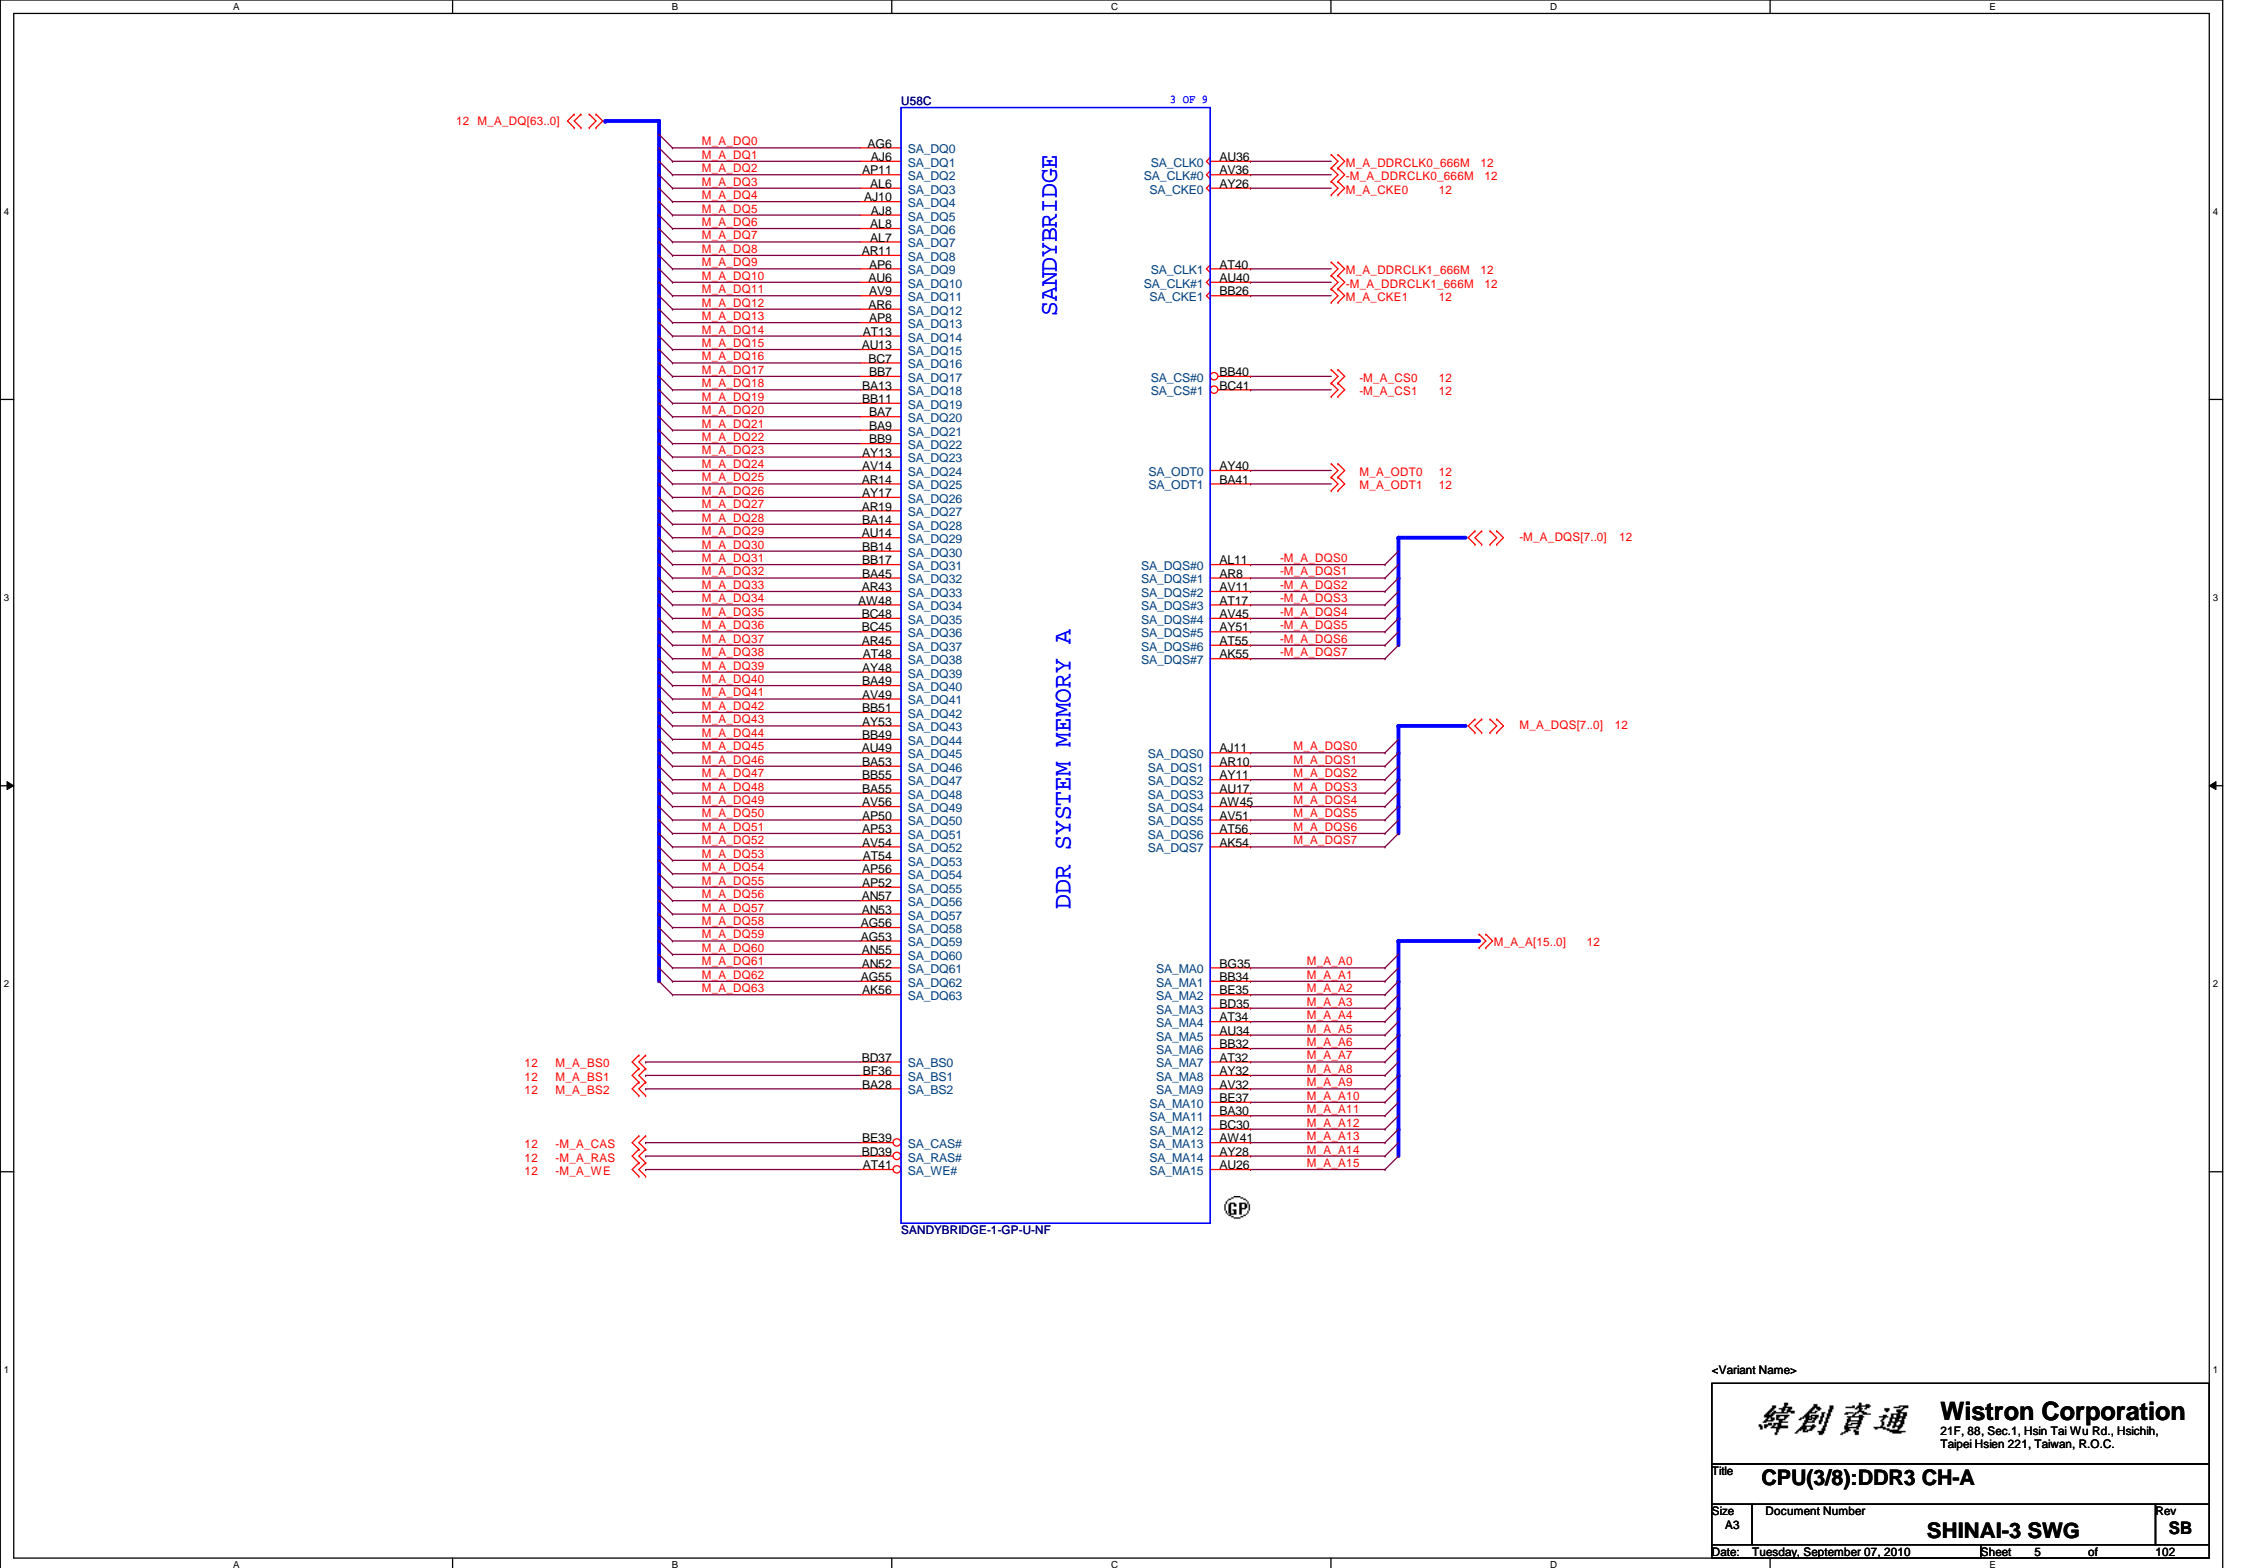 A B C D E
U58C 3 OF 9
12 M_A_DQ[63..0]
M_A_DQ0 AG6 SA_DQ0
M_A_DQ1 AJ6 SA_DQ1
M_A_DQ2 AP11 SA_DQ2
M_A_DQ3 AL6 SA_DQ3
M_A_DQ4 AJ10 SA_DQ4
M_A_DQ5 AJ8 SA_DQ5
M_A_DQ6 AL8 SA_DQ6
M_A_DQ7 AL7 SA_DQ7
M_A_DQ8 AR11 SA_DQ8
M_A_DQ9 AP6 SA_DQ9
M_A_DQ10 AU6 SA_DQ10
M_A_DQ11 AV9 SA_DQ11
M_A_DQ12 AR6 SA_DQ12
M_A_DQ13 AP8 SA_DQ13
M_A_DQ14 AT13 SA_DQ14
M_A_DQ15 AU13 SA_DQ15
M_A_DQ16 BC7 SA_DQ16
M_A_DQ17 BB7 SA_DQ17
M_A_DQ18 BA13 SA_DQ18
M_A_DQ19 BB11 SA_DQ19
M_A_DQ20 BA7 SA_DQ20
M_A_DQ21 BA9 SA_DQ21
M_A_DQ22 BB9 SA_DQ22
M_A_DQ23 AY13 SA_DQ23
M_A_DQ24 AV14 SA_DQ24
M_A_DQ25 AR14 SA_DQ25
M_A_DQ26 AY17 SA_DQ26
M_A_DQ27 AR19 SA_DQ27
M_A_DQ28 BA14 SA_DQ28
M_A_DQ29 AU14 SA_DQ29
M_A_DQ30 BB14 SA_DQ30
M_A_DQ31 BB17 SA_DQ31
M_A_DQ32 BA45 SA_DQ32
M_A_DQ33 AR43 SA_DQ33
M_A_DQ34 AW48 SA_DQ34
M_A_DQ35 BC48 SA_DQ35
M_A_DQ36 BC45 SA_DQ36
M_A_DQ37 AR45 SA_DQ37
M_A_DQ38 AT48 SA_DQ38
M_A_DQ39 AY48 SA_DQ39
M_A_DQ40 BA49 SA_DQ40
M_A_DQ41 AV49 SA_DQ41
M_A_DQ42 BB51 SA_DQ42
M_A_DQ43 AY53 SA_DQ43
M_A_DQ44 BB49 SA_DQ44
M_A_DQ45 AU49 SA_DQ45
M_A_DQ46 BA53 SA_DQ46
M_A_DQ47 BB55 SA_DQ47
M_A_DQ48 BA55 SA_DQ48
M_A_DQ49 AV56 SA_DQ49
M_A_DQ50 AP50 SA_DQ50
M_A_DQ51 AP53 SA_DQ51
M_A_DQ52 AV54 SA_DQ52
M_A_DQ53 AT54 SA_DQ53
M_A_DQ54 AP56 SA_DQ54
M_A_DQ55 AP52 SA_DQ55
M_A_DQ56 AN57 SA_DQ56
M_A_DQ57 AN53 SA_DQ57
M_A_DQ58 AG56 SA_DQ58
M_A_DQ59 AG53 SA_DQ59
M_A_DQ60 AN55 SA_DQ60
M_A_DQ61 AN52 SA_DQ61
M_A_DQ62 AG55 SA_DQ62
M_A_DQ63 AK56 SA_DQ63
12 M_A_BS0 BD37 SA_BS0
12 M_A_BS1 BF36 SA_BS1
12 M_A_BS2 BA28 SA_BS2
12 -M_A_CAS BE39 SA_CAS#
12 -M_A_RAS BD39 SA_RAS#
12 -M_A_WE AT41 SA_WE#
SANDYBRIDGE
DDR SYSTEM MEMORY A
SA_CLK0 AU36 M_A_DDRCLK0_666M 12
SA_CLK#0 AV36 -M_A_DDRCLK0_666M 12
SA_CKE0 AY26 M_A_CKE0 12
SA_CLK1 AT40 M_A_DDRCLK1_666M 12
SA_CLK#1 AU40 -M_A_DDRCLK1_666M 12
SA_CKE1 BB26 M_A_CKE1 12
SA_CS#0 BB40 -M_A_CS0 12
SA_CS#1 BC41 -M_A_CS1 12
SA_ODT0 AY40 M_A_ODT0 12
SA_ODT1 BA41 M_A_ODT1 12
-M_A_DQS[7..0] 12
SA_DQS#0 AL11 -M_A_DQS0
SA_DQS#1 AR8 -M_A_DQS1
SA_DQS#2 AV11 -M_A_DQS2
SA_DQS#3 AT17 -M_A_DQS3
SA_DQS#4 AV45 -M_A_DQS4
SA_DQS#5 AY51 -M_A_DQS5
SA_DQS#6 AT55 -M_A_DQS6
SA_DQS#7 AK55 -M_A_DQS7
M_A_DQS[7..0] 12
SA_DQS0 AJ11 M_A_DQS0
SA_DQS1 AR10 M_A_DQS1
SA_DQS2 AY11 M_A_DQS2
SA_DQS3 AU17 M_A_DQS3
SA_DQS4 AW45 M_A_DQS4
SA_DQS5 AV51 M_A_DQS5
SA_DQS6 AT56 M_A_DQS6
SA_DQS7 AK54 M_A_DQS7
M_A_A[15..0] 12
SA_MA0 BG35 M_A_A0
SA_MA1 BB34 M_A_A1
SA_MA2 BE35 M_A_A2
SA_MA3 BD35 M_A_A3
SA_MA4 AT34 M_A_A4
SA_MA5 AU34 M_A_A5
SA_MA6 BB32 M_A_A6
SA_MA7 AT32 M_A_A7
SA_MA8 AY32 M_A_A8
SA_MA9 AV32 M_A_A9
SA_MA10 BE37 M_A_A10
SA_MA11 BA30 M_A_A11
SA_MA12 BC30 M_A_A12
SA_MA13 AW41 M_A_A13
SA_MA14 AY28 M_A_A14
SA_MA15 AU26 M_A_A15
GP
SANDYBRIDGE-1-GP-U-NF
4 4
3 3
2 2
1 1
<Variant Name>
緯創資通 Wistron Corporation
21F, 88, Sec.1, Hsin Tai Wu Rd., Hsichih,
Taipei Hsien 221, Taiwan, R.O.C.
Title CPU(3/8):DDR3 CH-A
Size Document Number Rev
A3 SHINAI-3 SWG SB
Date: Tuesday, September 07, 2010 Sheet 5 of 102
A B C D E